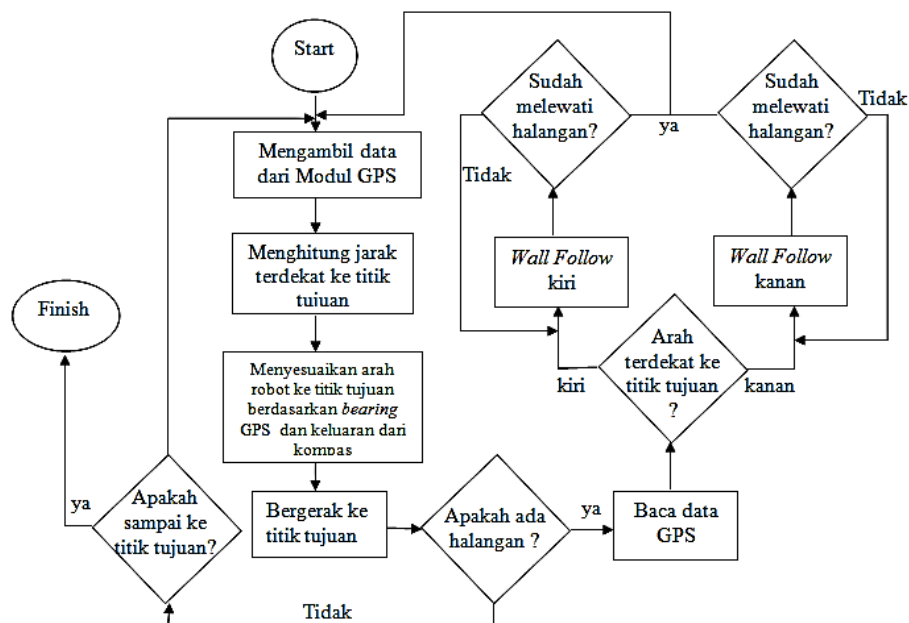 Start
Mengambil data
dari Modul GPS
Menghitung jarak
terdekat ke titik
tujuan
Menyesuaikan arah
robot ke titik tujuan
berdasarkan bearing
GPS dan keluaran dari
kompas
Bergerak ke
titik tujuan
Apakah ada
halangan ?
ya
Tidak
Baca data
GPS
Arah
terdekat ke
titik tujuan
?
kiri
kanan
Wall Follow
kiri
Wall Follow
kanan
Sudah
melewati
halangan?
Tidak
ya
Sudah
melewati
halangan?
Tidak
Apakah
sampai ke
titik tujuan?
ya
Finish